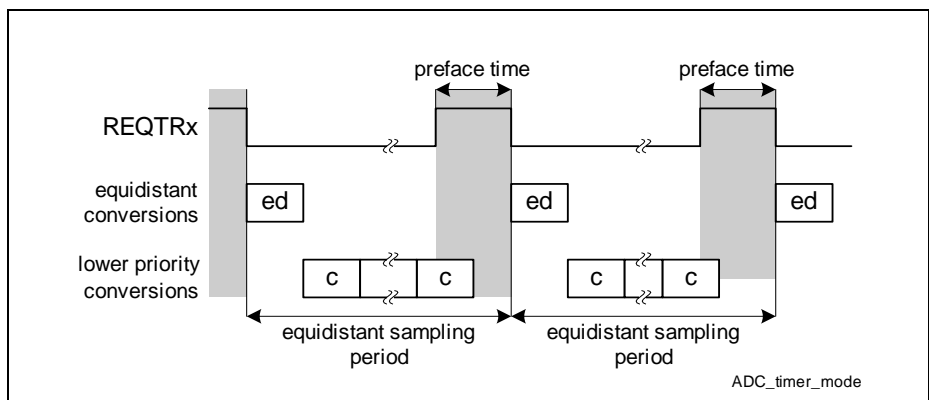 preface time
preface time
REQTRx
equidistant
conversions
ed
ed
ed
lower priority
conversions
c
c
c
c
equidistant sampling
period
equidistant sampling
period
ADC_timer_mode